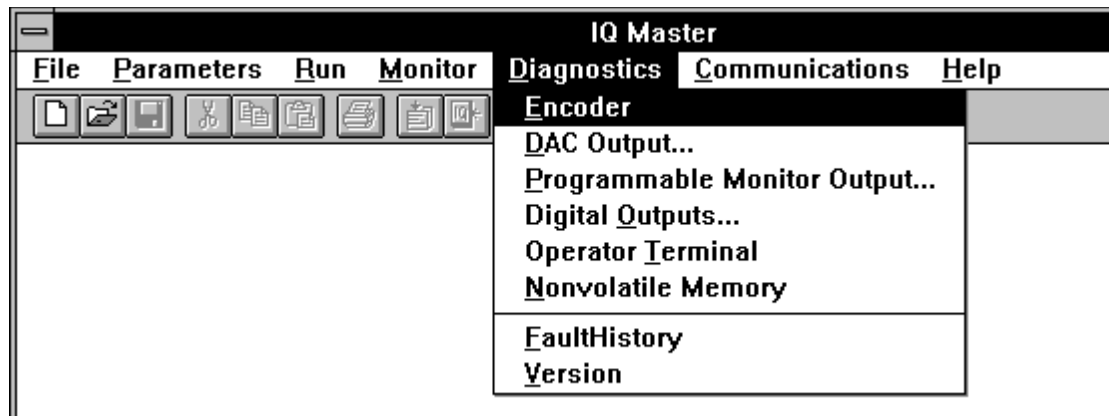 IQ Master
File Parameters Run Monitor Diagnostics Communications Help
Encoder
DAC Output...
Programmable Monitor Output...
Digital Outputs...
Operator Terminal
Nonvolatile Memory
FaultHistory
Version